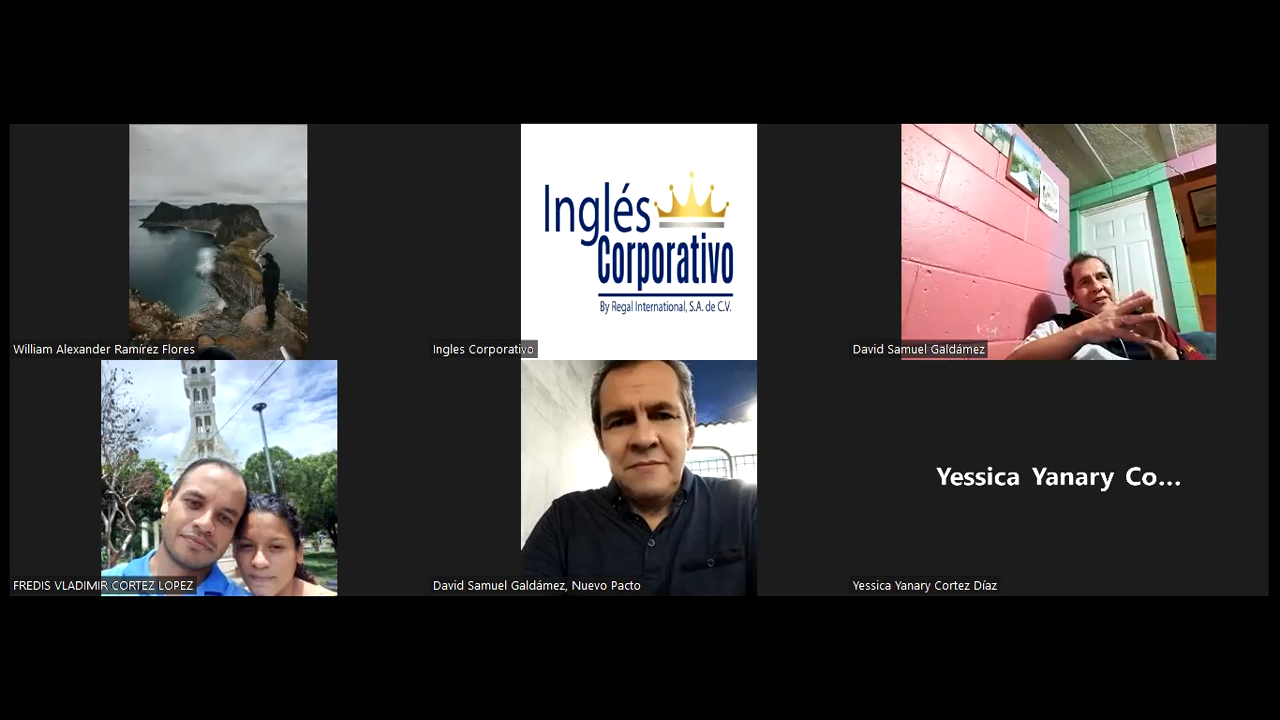 Inglés
Corporativo
By Regal International, S.A. de C.V.
William Alexander Ramírez Flores
Ingles Corporativo
David Samuel Galdámez
Yessica Yanary Co...
FREDIS VLADIMIR CORTEZ LOPEZ
David Samuel Galdámez, Nuevo Pacto
Yessica Yanary Cortez Díaz